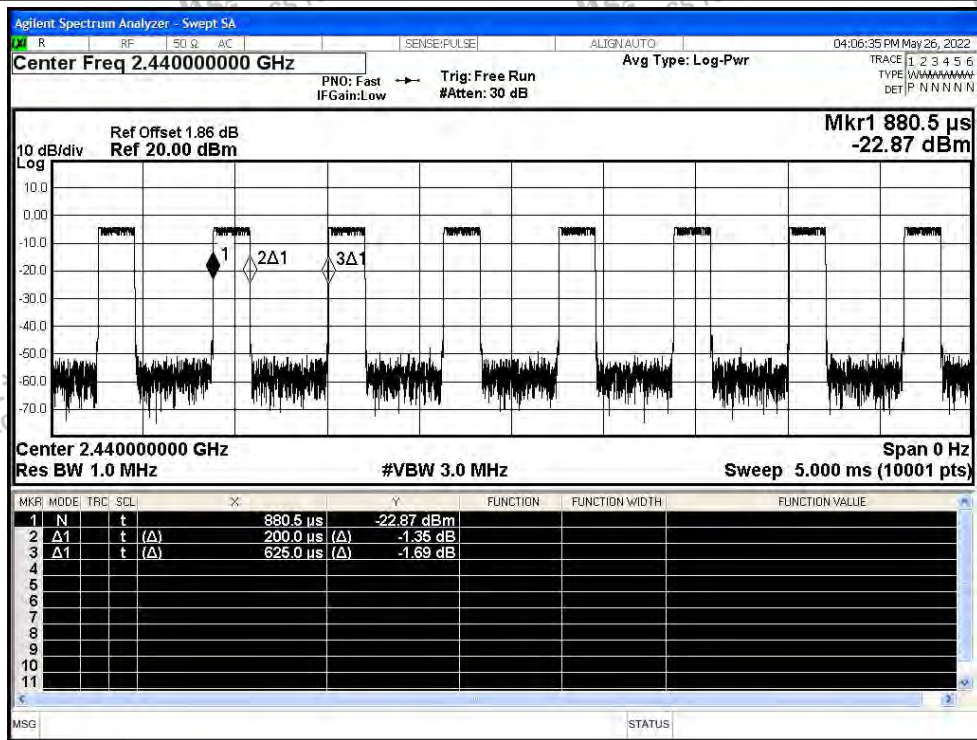 Agilent Spectrum Analyzer - Swept SA
R RF 50 Ω AC SENSE:PULSE ALIGN AUTO 04:06:35 PM May 26, 2022
Center Freq 2.440000000 GHz Avg Type: Log-Pwr TRACE 1 2 3 4 5 6
PNO: Fast Trig: Free Run TYPE
IFGain:Low #Atten: 30 dB DET P N N N N N
Mkr1 880.5 µs
Ref Offset 1.86 dB
10 dB/div Ref 20.00 dBm -22.87 dBm
Log
10.0
0.00
-10.0
1 2Δ1 3Δ1
-20.0
-30.0
-40.0
-50.0
-60.0
-70.0
Center 2.440000000 GHz Span 0 Hz
Res BW 1.0 MHz #VBW 3.0 MHz Sweep 5.000 ms (10001 pts)
MKR MODE TRC SCL X Y FUNCTION FUNCTION WIDTH FUNCTION VALUE
1 N t 880.5 µs -22.87 dBm
2 Δ1 t (Δ) 200.0 µs (Δ) -1.35 dB
3 Δ1 t (Δ) 625.0 µs (Δ) -1.69 dB
4
5
6
7
8
9
10
11
MSG STATUS